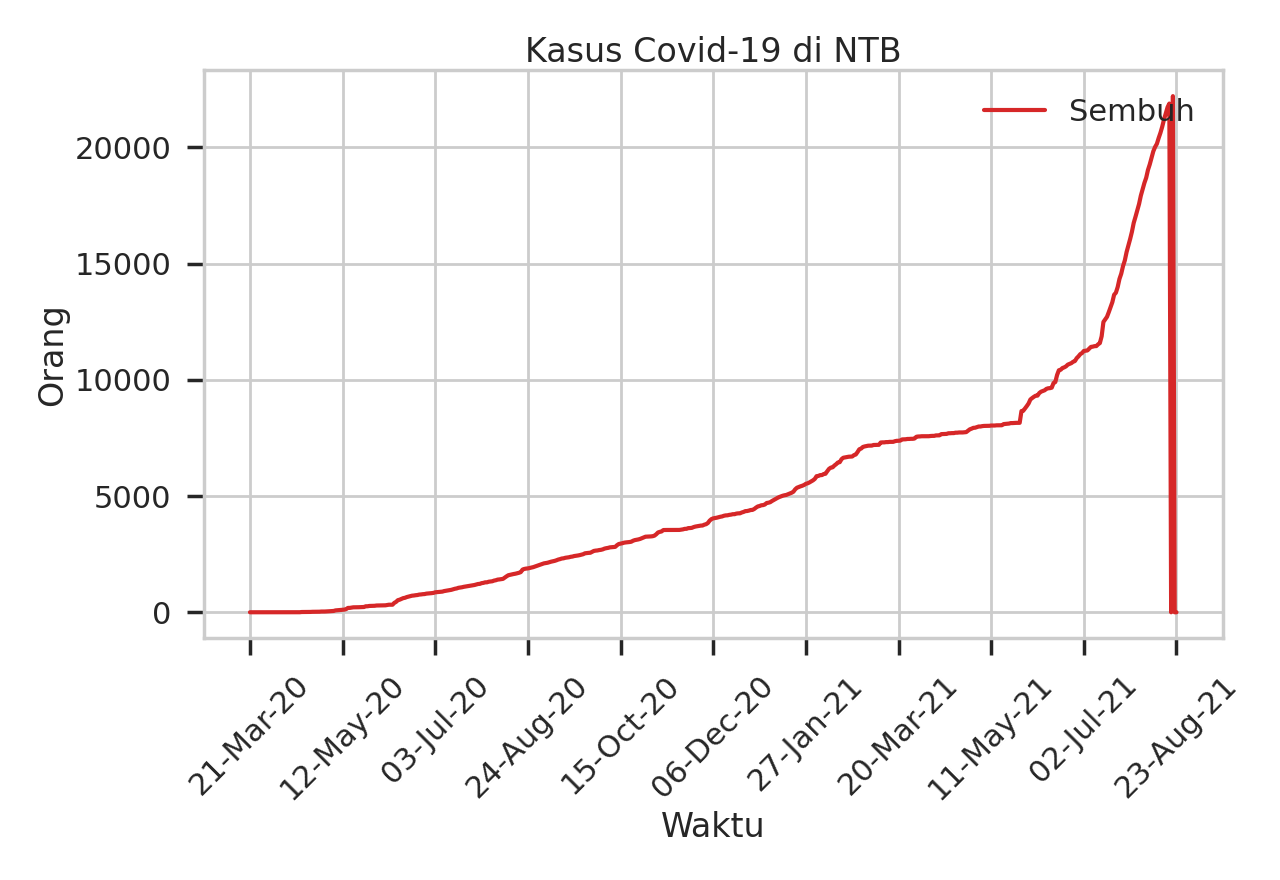 Kasus Covid-19 di NTB
Sembuh
20000
15000
10000
5000
0
Orang
21-Mar-20
12-May-20
03-Jul-20
24-Aug-20
15-Oct-20
06-Dec-20
27-Jan-21
20-Mar-21
11-May-21
02-Jul-21
23-Aug-21
Waktu